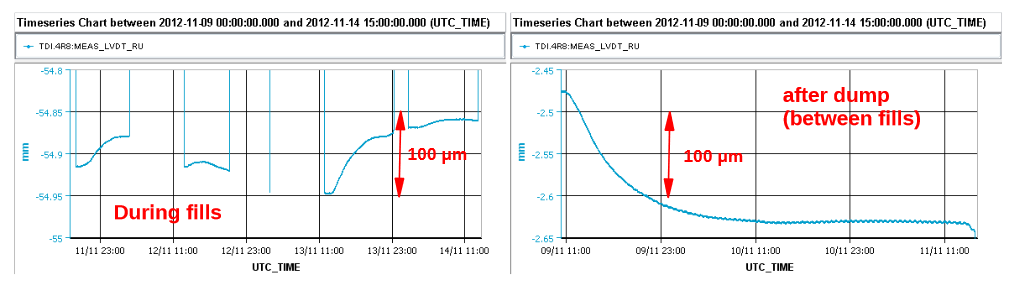 Timeseries Chart between 2012-11-09 00:00:00.000 and 2012-11-14 15:00:00.000 (UTC_TIME)
TDI.4R8:MEAS_LVDT_RU
-54.8
-54.85
-54.9
-54.95
-55
mm
100 μm
During fills
11/11 23:00 12/11 11:00 12/11 23:00 13/11 11:00 13/11 23:00 14/11 11:00
UTC_TIME
Timeseries Chart between 2012-11-09 00:00:00.000 and 2012-11-14 15:00:00.000 (UTC_TIME)
TDI.4R8:MEAS_LVDT_RU
-2.45
-2.5
-2.55
-2.6
-2.65
mm
after dump
(between fills)
100 μm
09/11 11:00 09/11 23:00 10/11 11:00 10/11 23:00 11/11 11:00
UTC_TIME